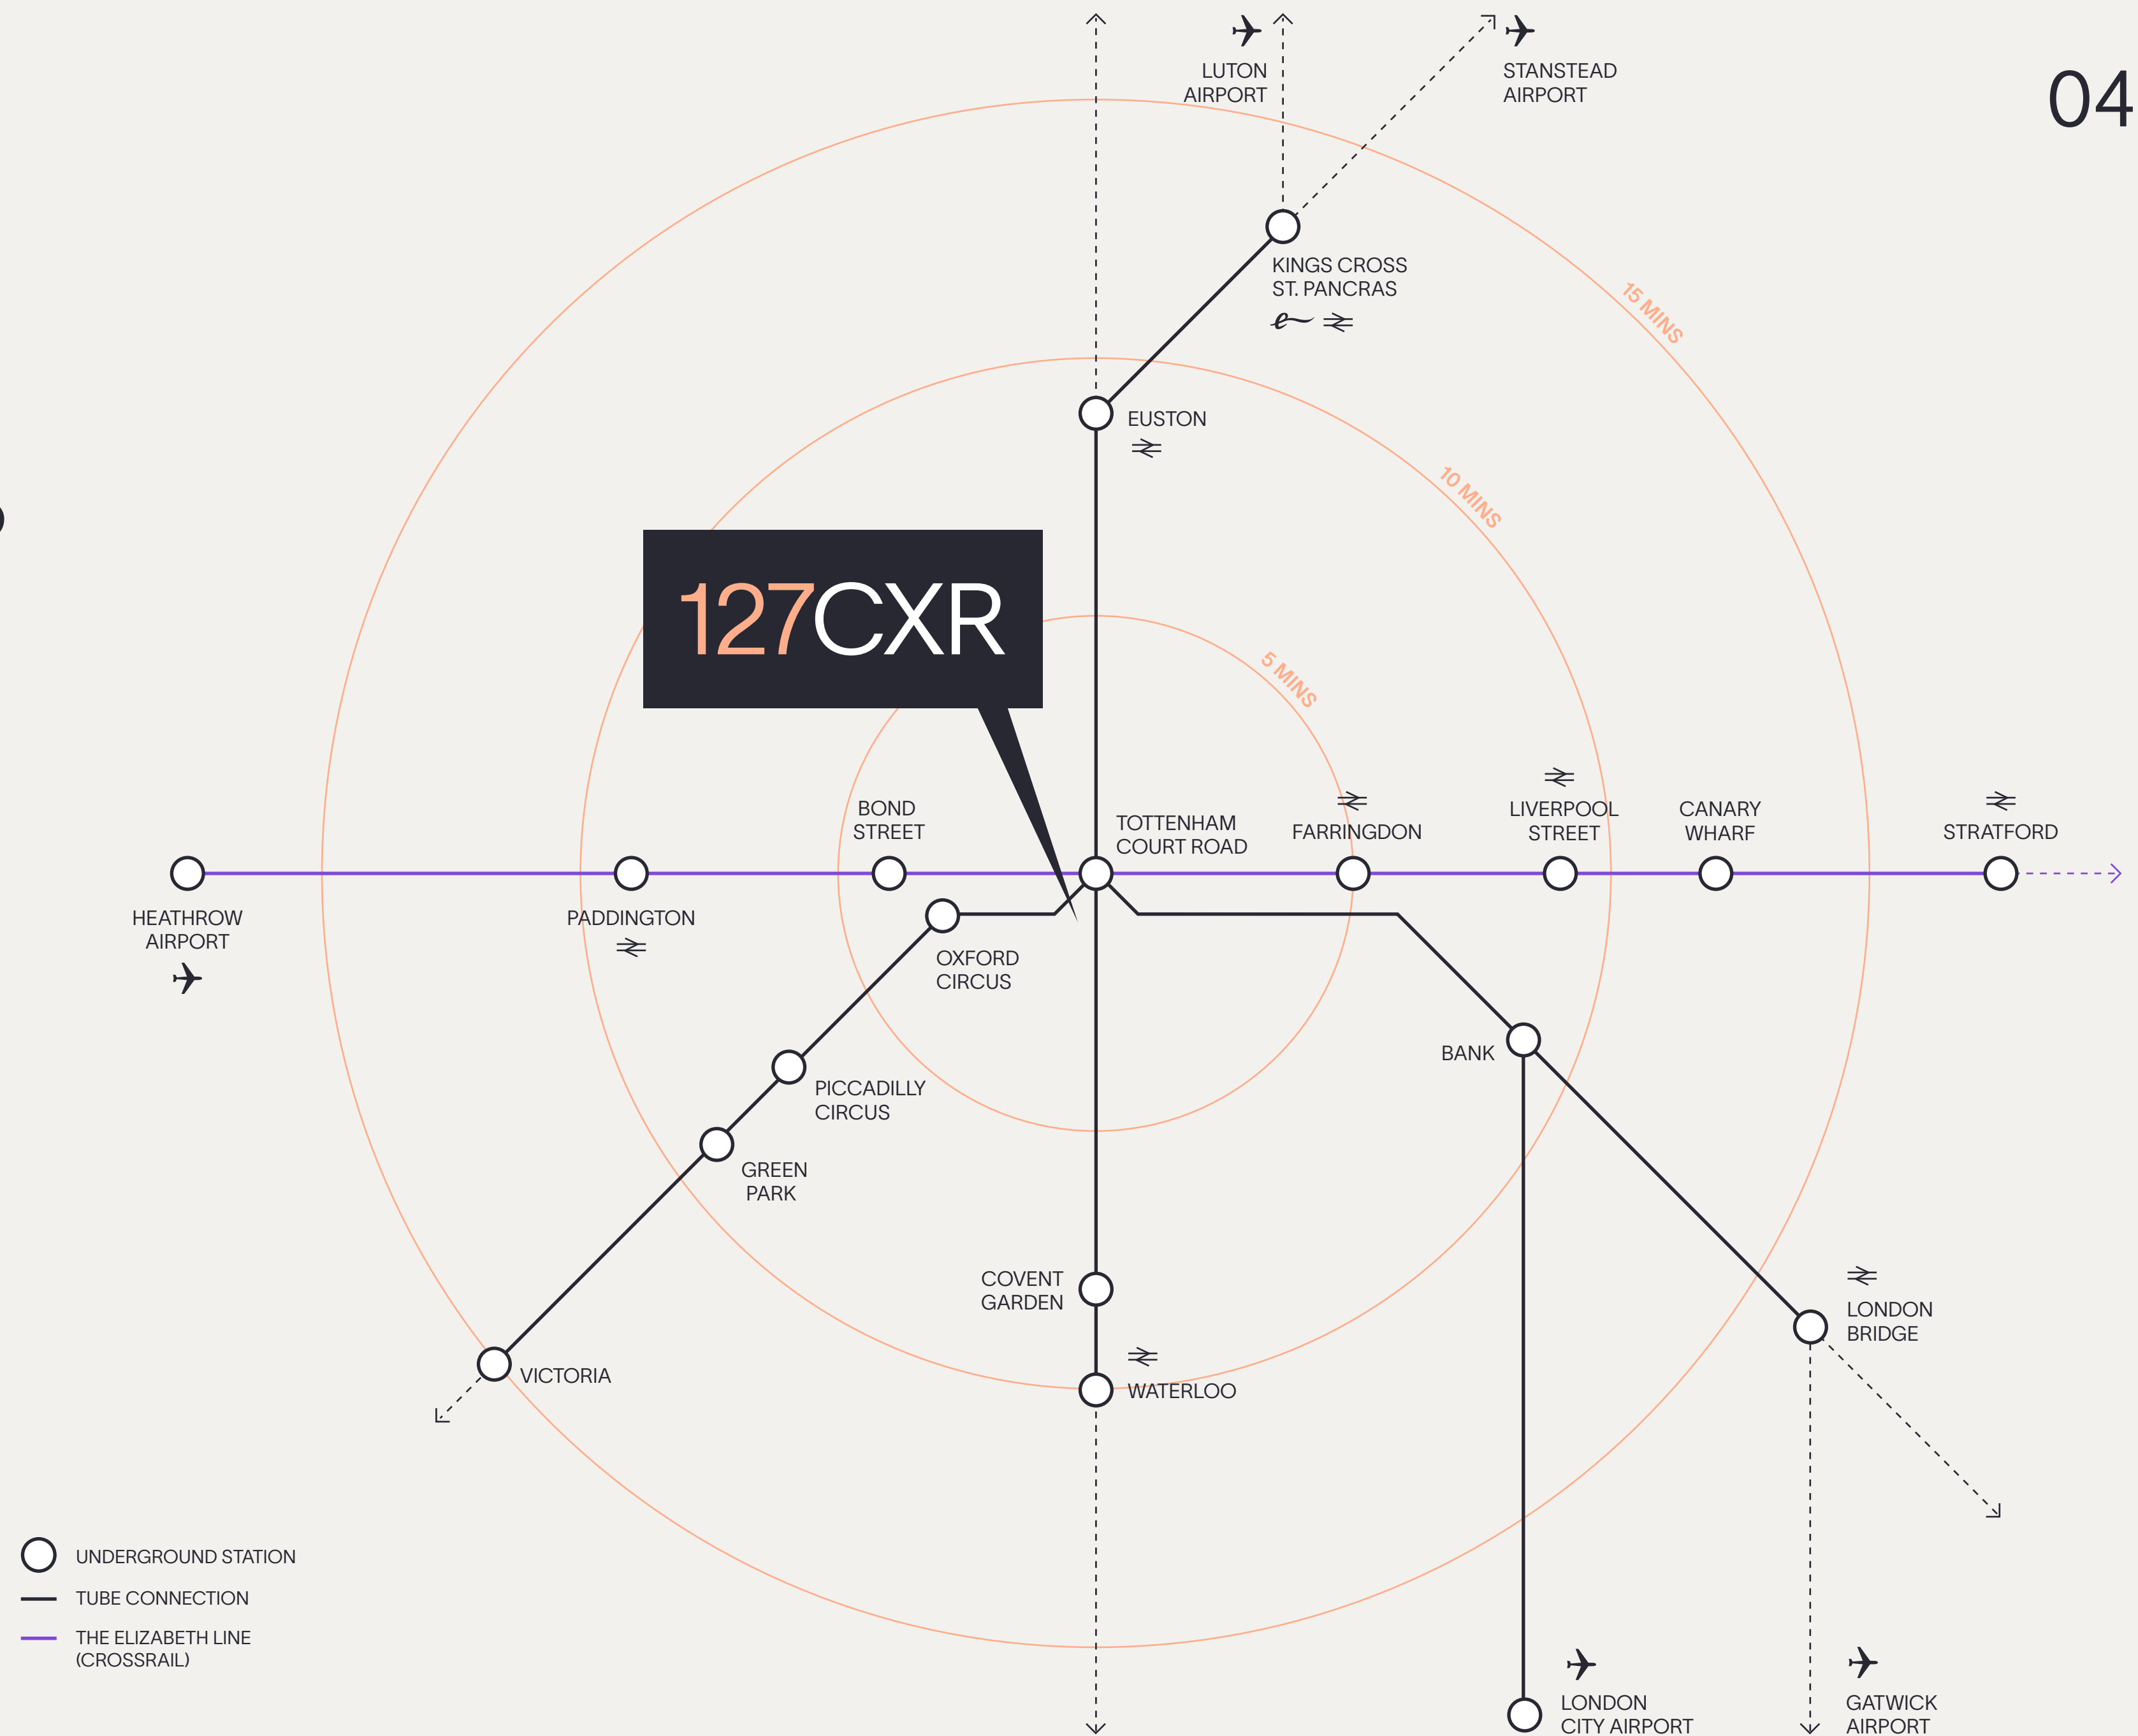 LUTON
AIRPORT
STANSTEAD
AIRPORT
04
KINGS CROSS
ST. PANCRAS
15 MINS
EUSTON
10 MINS
127CXR
5 MINS
BOND
STREET
TOTTENHAM
COURT ROAD
FARRINGDON
LIVERPOOL
STREET
CANARY
WHARF
STRATFORD
HEATHROW
AIRPORT
PADDINGTON
OXFORD
CIRCUS
BANK
PICCADILLY
CIRCUS
GREEN
PARK
COVENT
GARDEN
LONDON
BRIDGE
VICTORIA
WATERLOO
UNDERGROUND STATION
TUBE CONNECTION
THE ELIZABETH LINE
(CROSSRAIL)
LONDON
CITY AIRPORT
GATWICK
AIRPORT